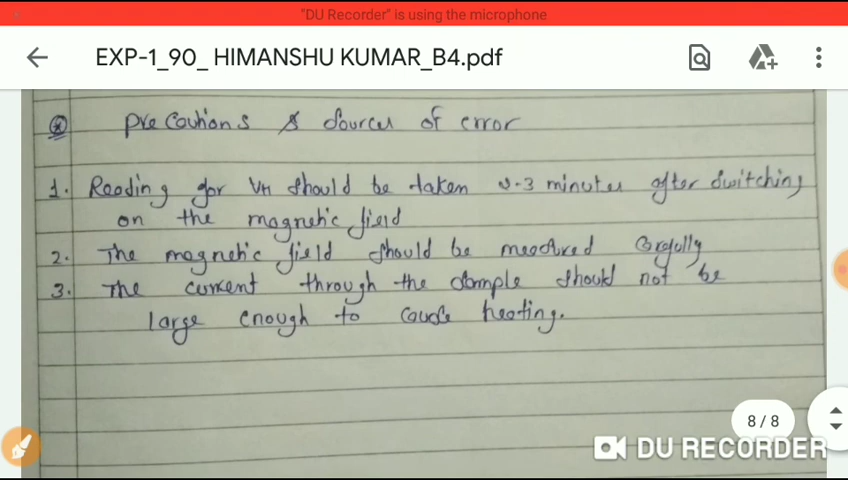 "DU Recorder" is using the microphone
EXP-1_90_ HIMANSHU KUMAR_B4.pdf
Precautions & Sources of error
1. Reading for VH should be taken 2-3 minutes after Switching
on the magnetic field
2. The magnetic field should be measured Carefully
3. The current through the sample should not be
large enough to cause heating.
8 / 8
DU RECORDER